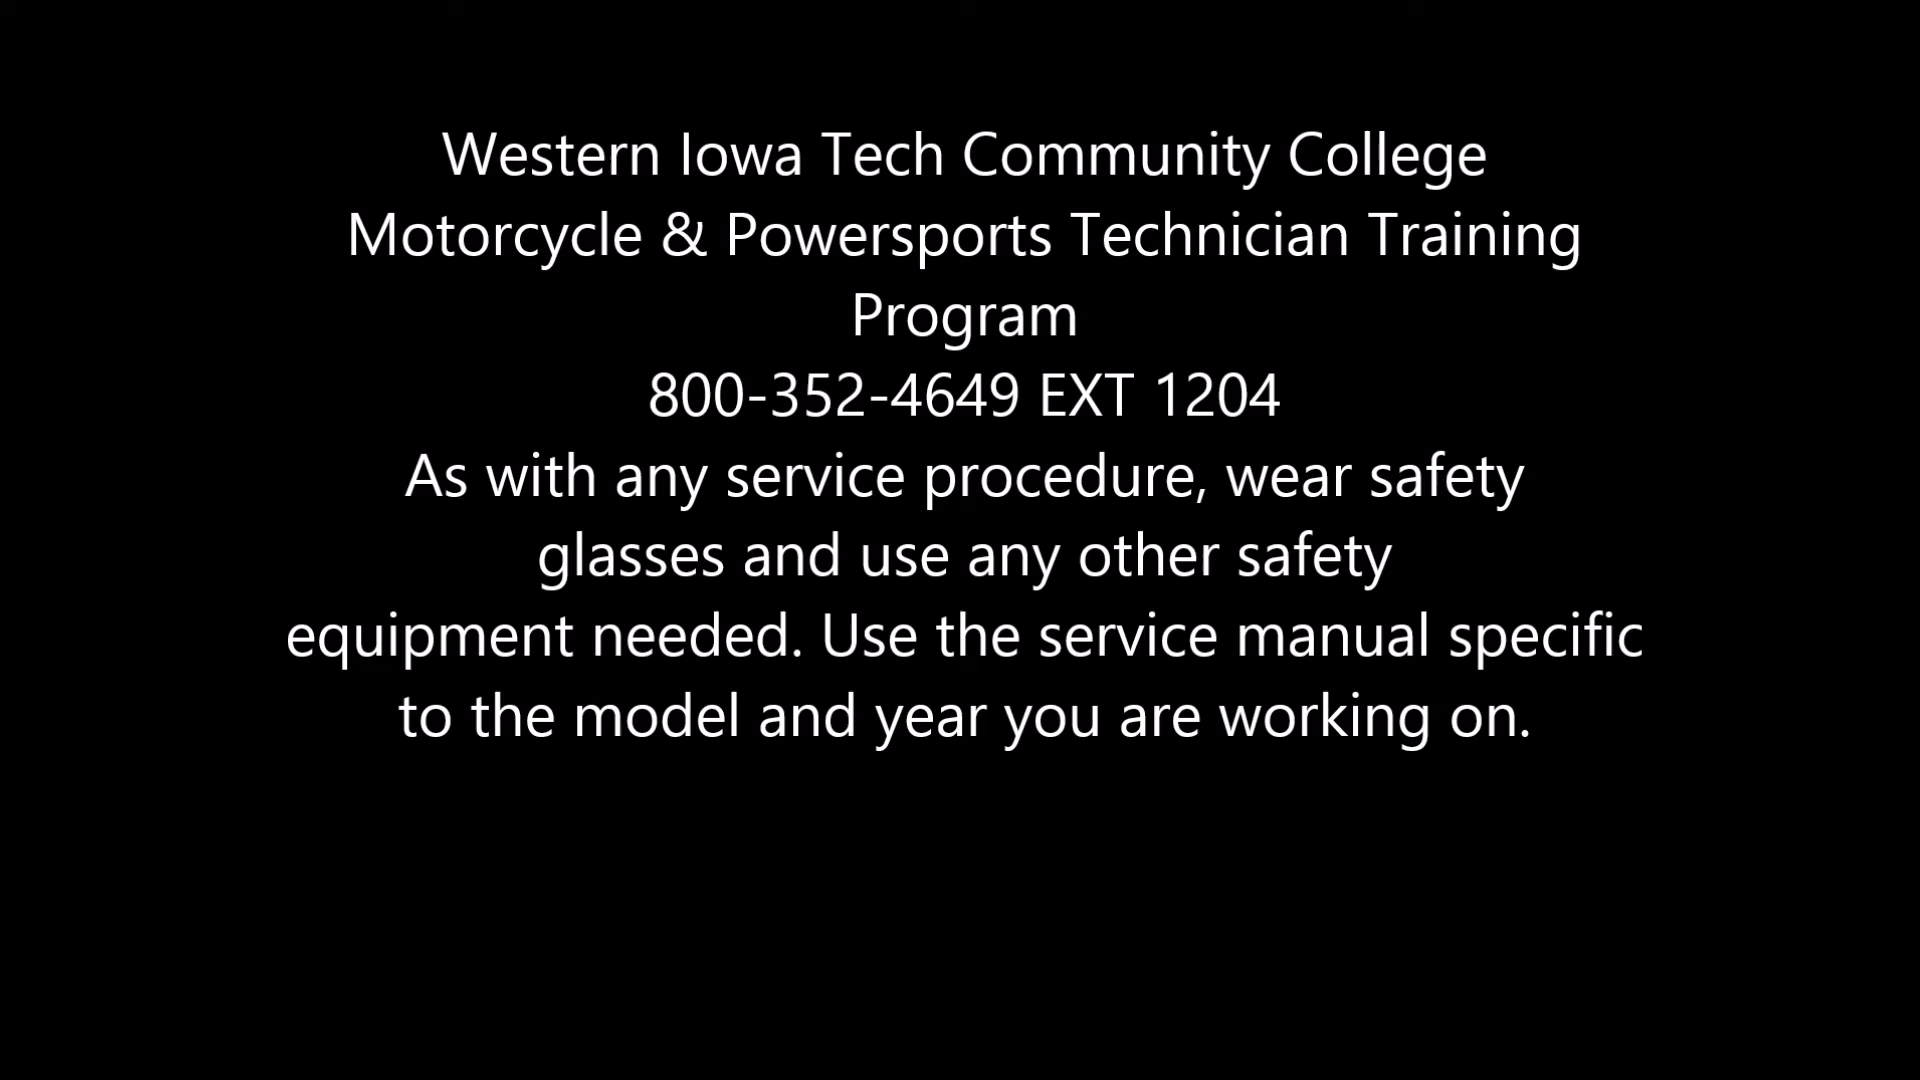 Western Iowa Tech Community College
Motorcycle & Powersports Technician Training
Program
800-352-4649 EXT 1204
As with any service procedure, wear safety
glasses and use any other safety
equipment needed. Use the service manual specific
to the model and year you are working on.